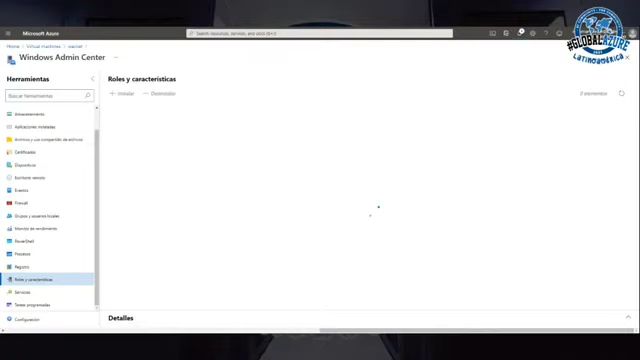 Microsoft Azure
Search resources, services, and docs (G+/)
#GLOBALAZURE
LATINOAMÉRICA
Home > Virtual machines >
Windows Admin Center
Herramientas
Buscar herramientas
Almacenamiento
Aplicaciones instaladas
Archivos y uso compartido de archivos
Certificados
Dispositivos
Escritorio remoto
Eventos
Firewall
Grupos y usuarios locales
Monitor de rendimiento
PowerShell
Procesos
Registro
Roles y características
Servicios
Tareas programadas
Configuración
Roles y características
+ Instalar
Desinstalar
0 elementos
Detalles